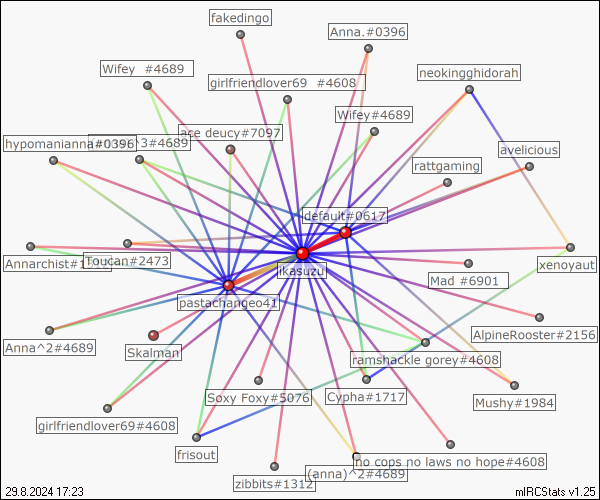 fakedingo
Anna.#0396
Wifey #4689
girlfriendlover69 #4608
neokingghidorah
Wifey#4689
ace deucy#7097
hypomanianna#0396
^3#4689
avelicious
rattgaming
default#0617
Annarchist#1
Toucan#2473
ikasuzu
xenoyaut
Mad #6901
pastachangeo41
AlpineRooster#2156
Anna^2#4689
Skalman
ramshackle gorey#4608
Soxy Foxy#5076
Cypha#1717
Mushy#1984
girlfriendlover69#4608
frisout
no cops no laws no hope#4608
(anna)^2#4689
zibbits#1312
29.8.2024 17:23
mIRCStats v1.25